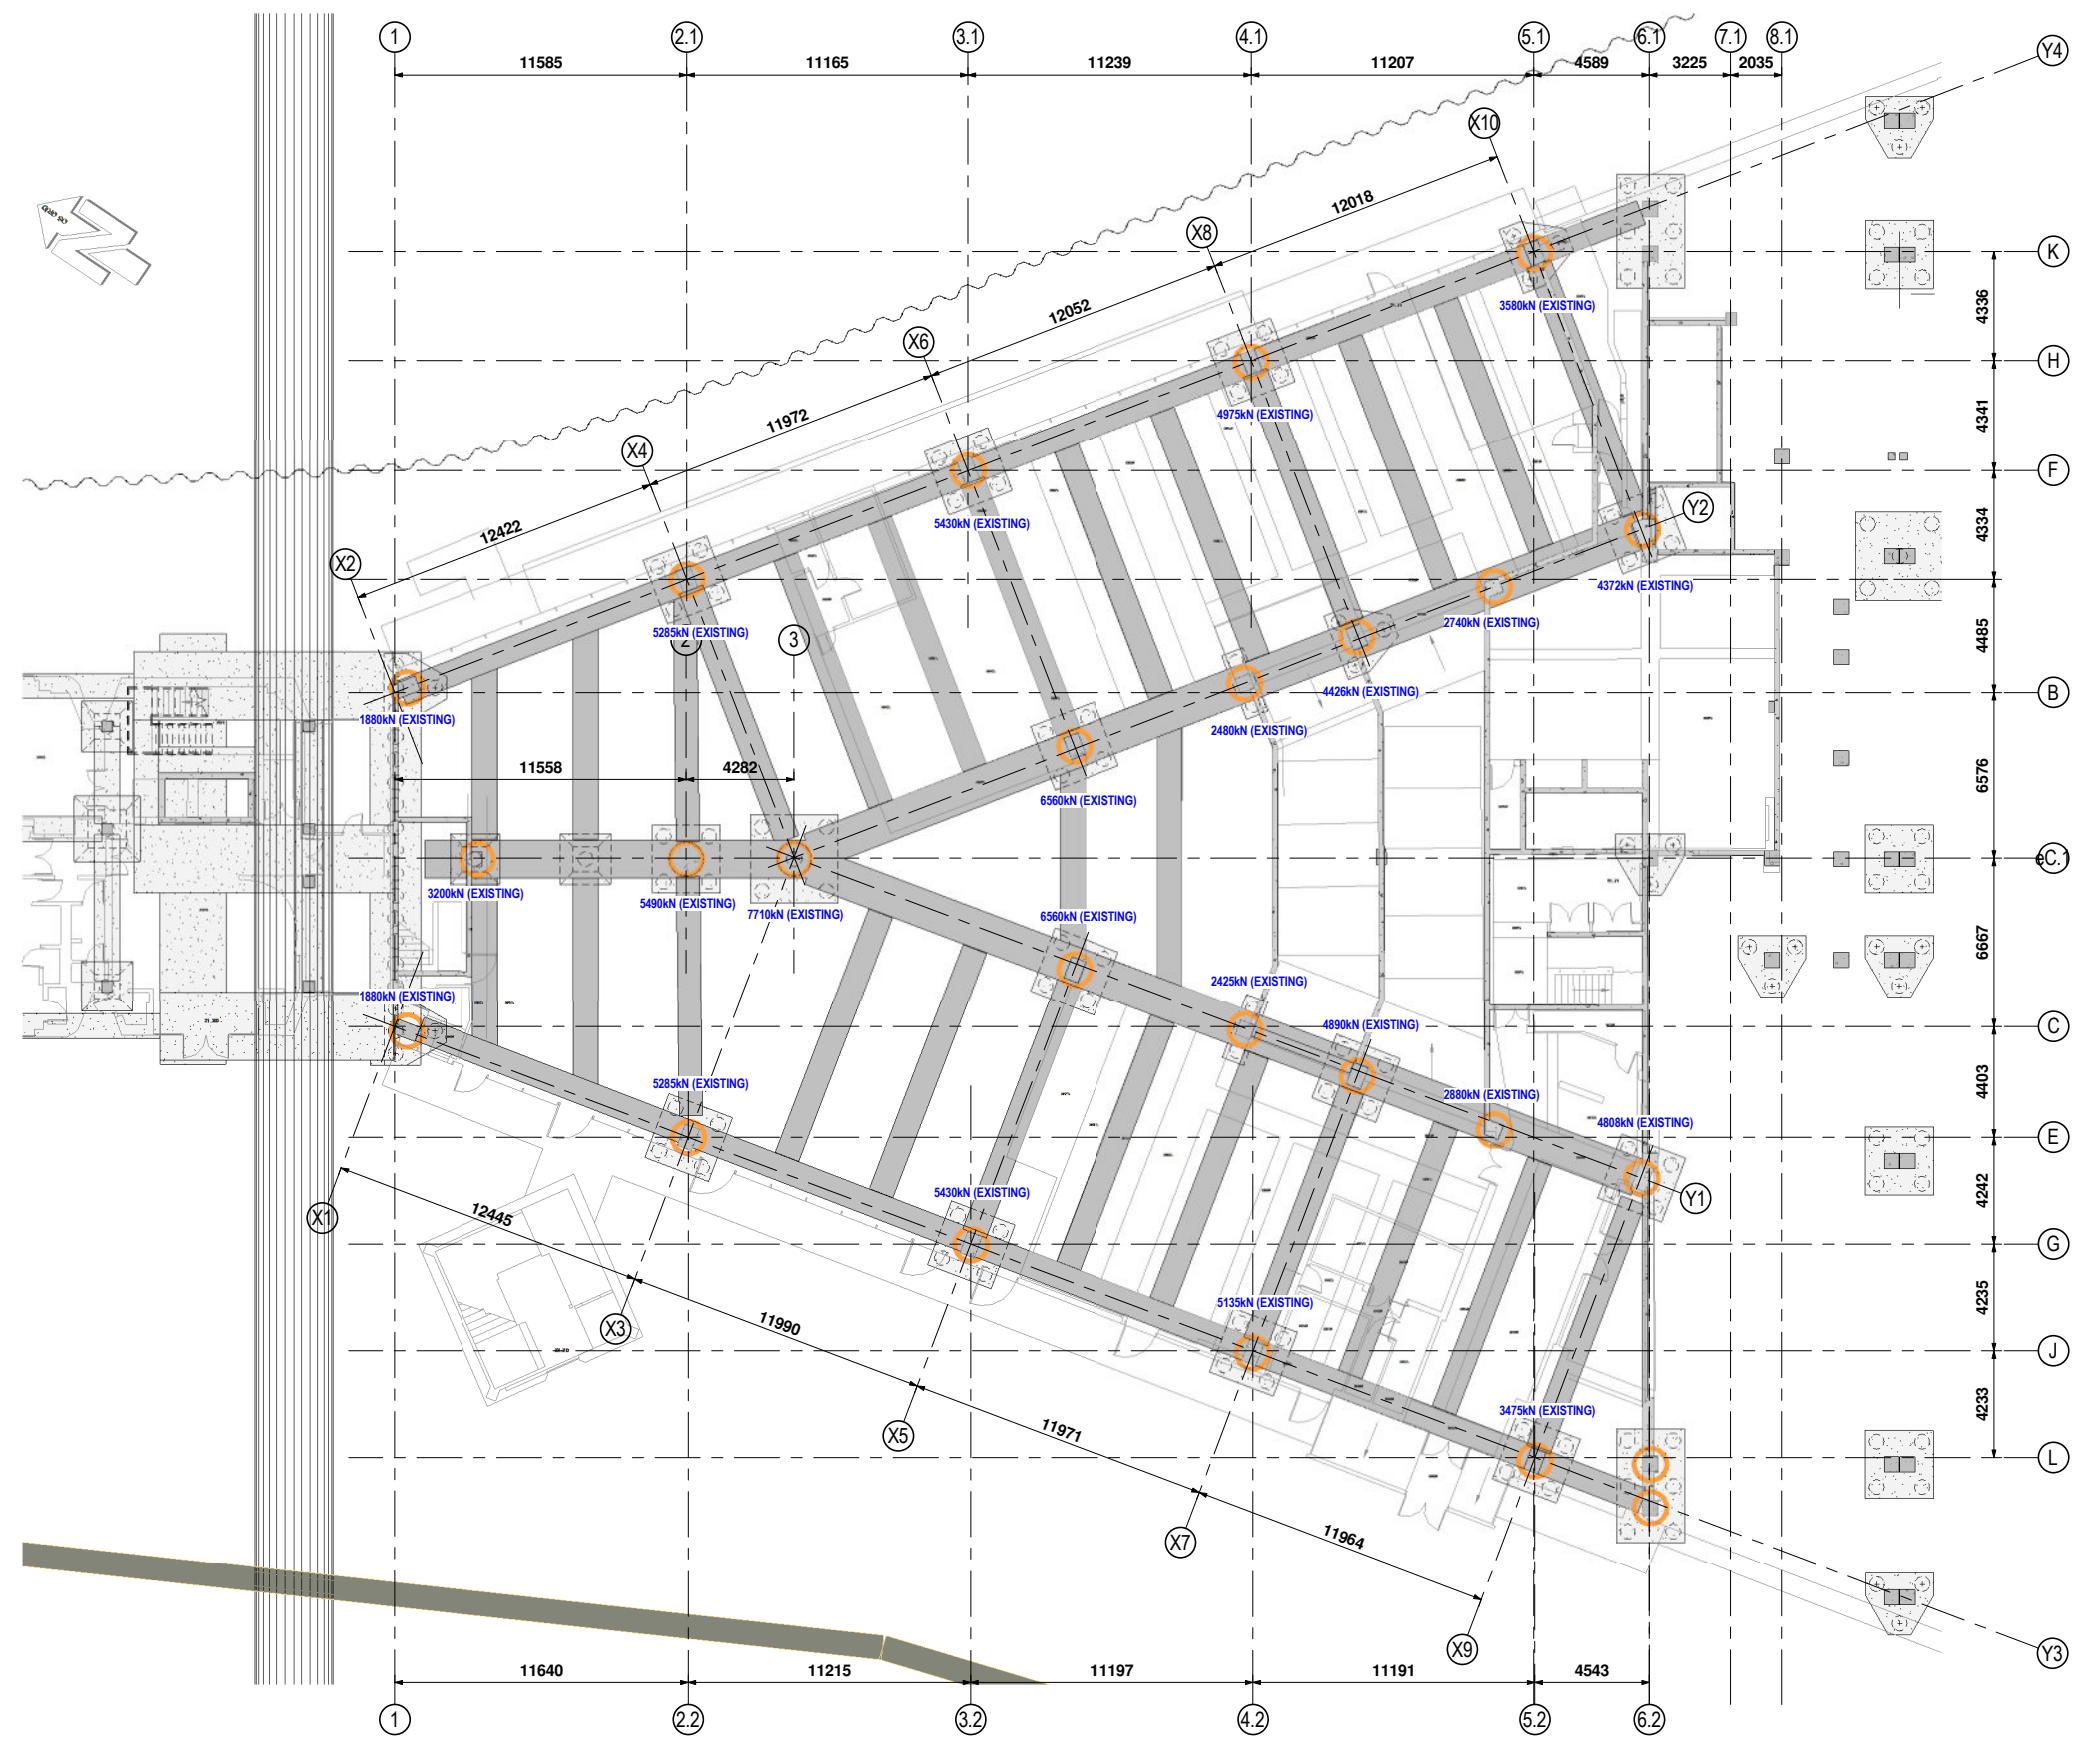 1
2.1
3.1
4.1
5.1
6.1
7.1
8.1
Y4
11585
11165
11239
11207
4589
3225
2035
X10
12018
X8
12052
X6
11972
X4
12422
X2
K
4336
H
4341
F
4334
4485
B
6576
eC.1
6667
C
4403
E
4242
G
4235
J
4233
L
3580kN (EXISTING)
4975kN (EXISTING)
5430kN (EXISTING)
Y2
4372kN (EXISTING)
2740kN (EXISTING)
5285kN (EXISTING)
2
3
4426kN (EXISTING)
1880kN (EXISTING)
2480kN (EXISTING)
11558
4282
6560kN (EXISTING)
3200kN (EXISTING)
5490kN (EXISTING)
7710kN (EXISTING)
6560kN (EXISTING)
2425kN (EXISTING)
1880kN (EXISTING)
4890kN (EXISTING)
5285kN (EXISTING)
2880kN (EXISTING)
4808kN (EXISTING)
5430kN (EXISTING)
Y1
X1
12445
5135kN (EXISTING)
X3
11990
3475kN (EXISTING)
X5
11971
X7
11964
X9
Y3
11640
11215
11197
11191
4543
1
2.2
3.2
4.2
5.2
6.2